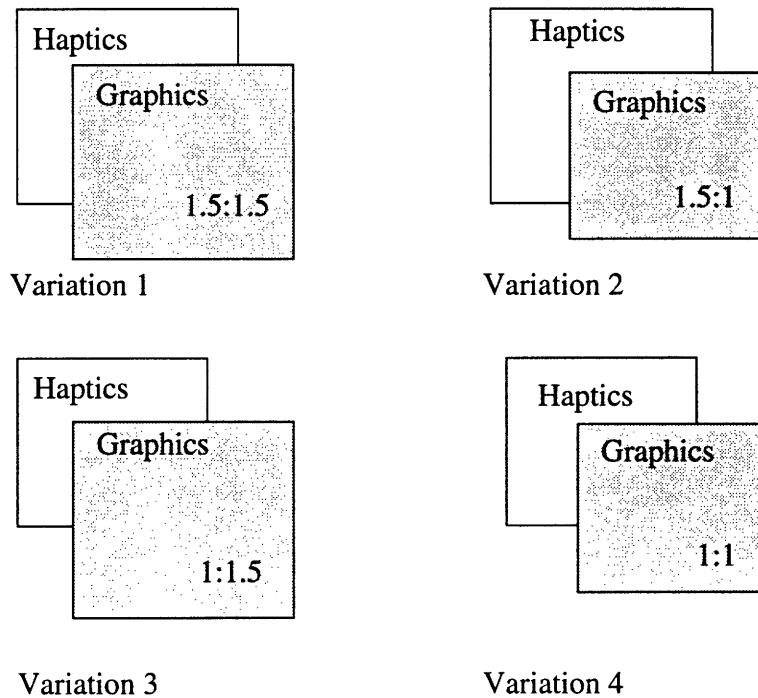 Haptics
Graphics
1.5:1.5
Variation 1
Haptics
Graphics
1.5:1
Variation 2
Haptics
Graphics
1:1.5
Variation 3
Haptics
Graphics
1:1
Variation 4